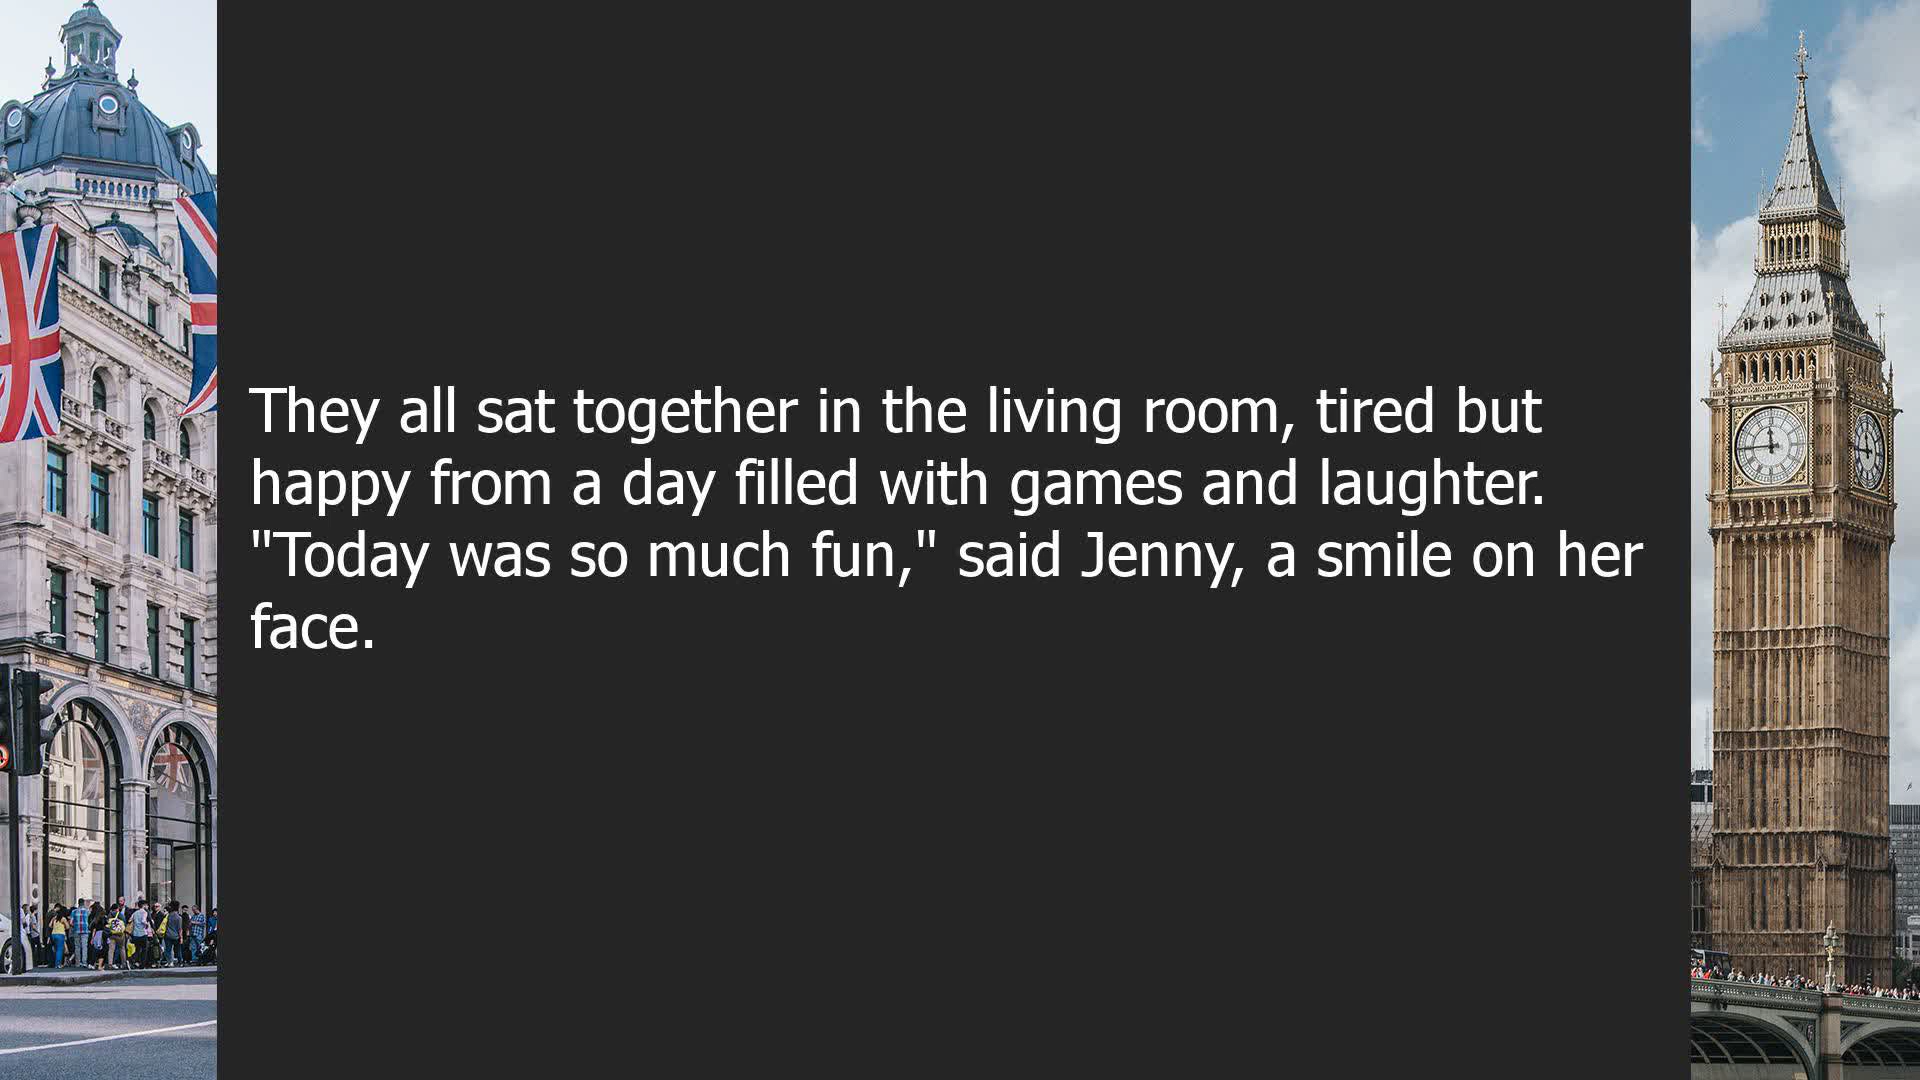 They all sat together in the living room, tired but
happy from a day filled with games and laughter.
"Today was so much fun," said Jenny, a smile on her
face.